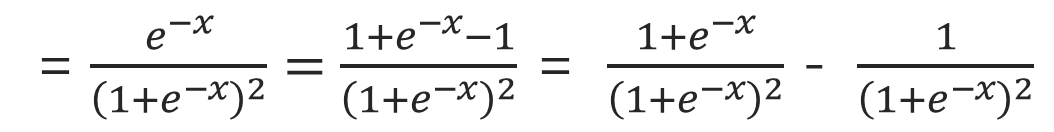 = e^{-x}/(1+e^{-x})^2 = 1+e^{-x}-1/(1+e^{-x})^2 = 1+e^{-x}/(1+e^{-x})^2 - 1/(1+e^{-x})^2